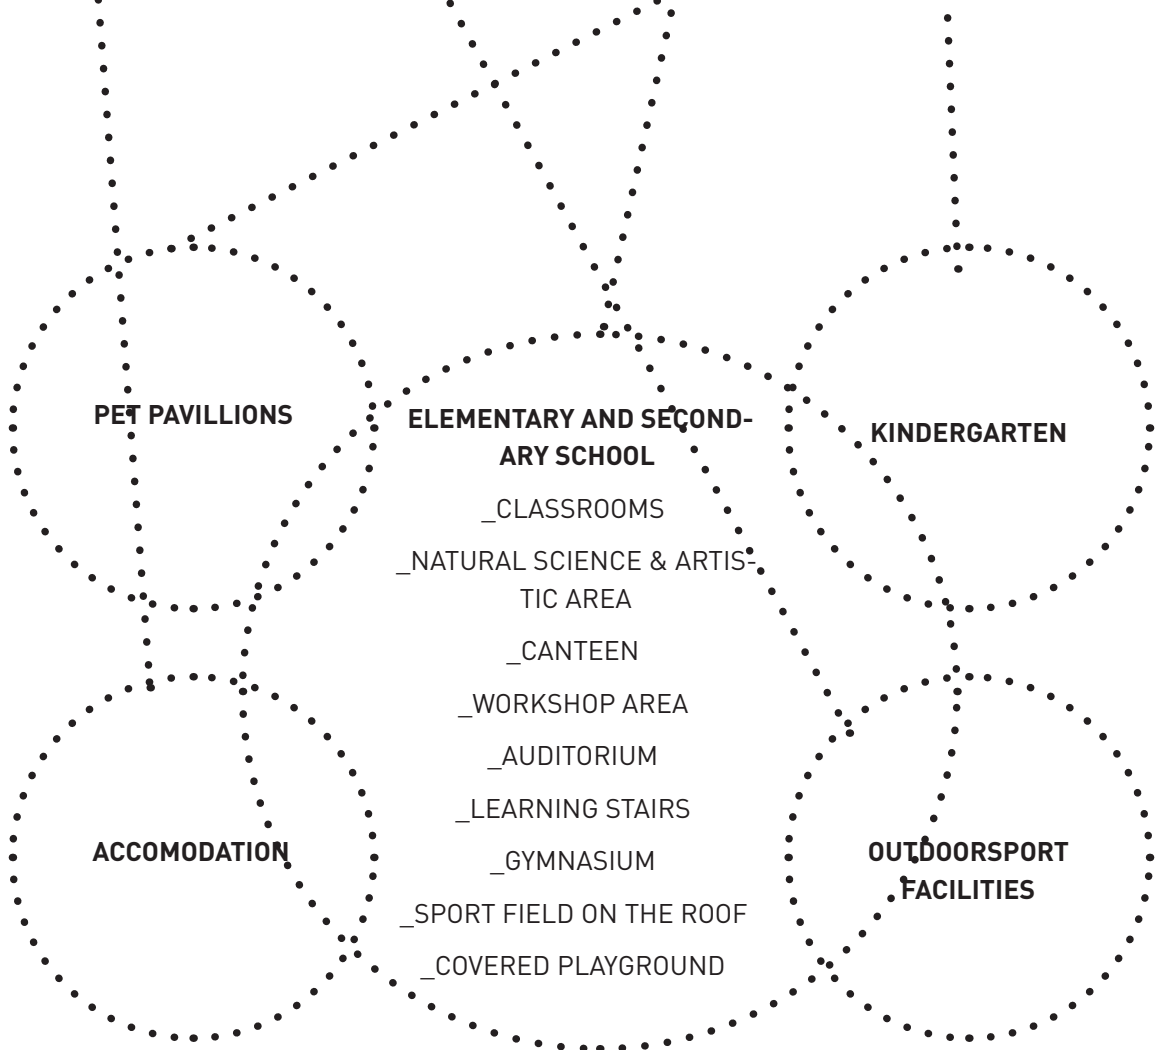 PET PAVILLIONS
ELEMENTARY AND SECOND-
ARY SCHOOL
_CLASSROOMS
_NATURAL SCIENCE & ARTIS-
TIC AREA
_CANTEEN
_WORKSHOP AREA
_AUDITORIUM
_LEARNING STAIRS
_GYMNASIUM
_SPORT FIELD ON THE ROOF
_COVERED PLAYGROUND
KINDERGARTEN
ACCOMODATION
OUTDOORSPORT
FACILITIES